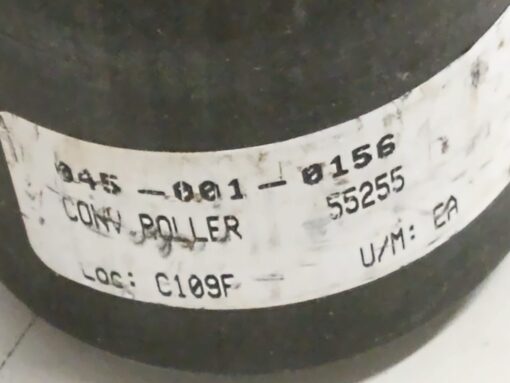 045-001-0156
CONV ROLLER 55255
Loc: C109F U/M: EA